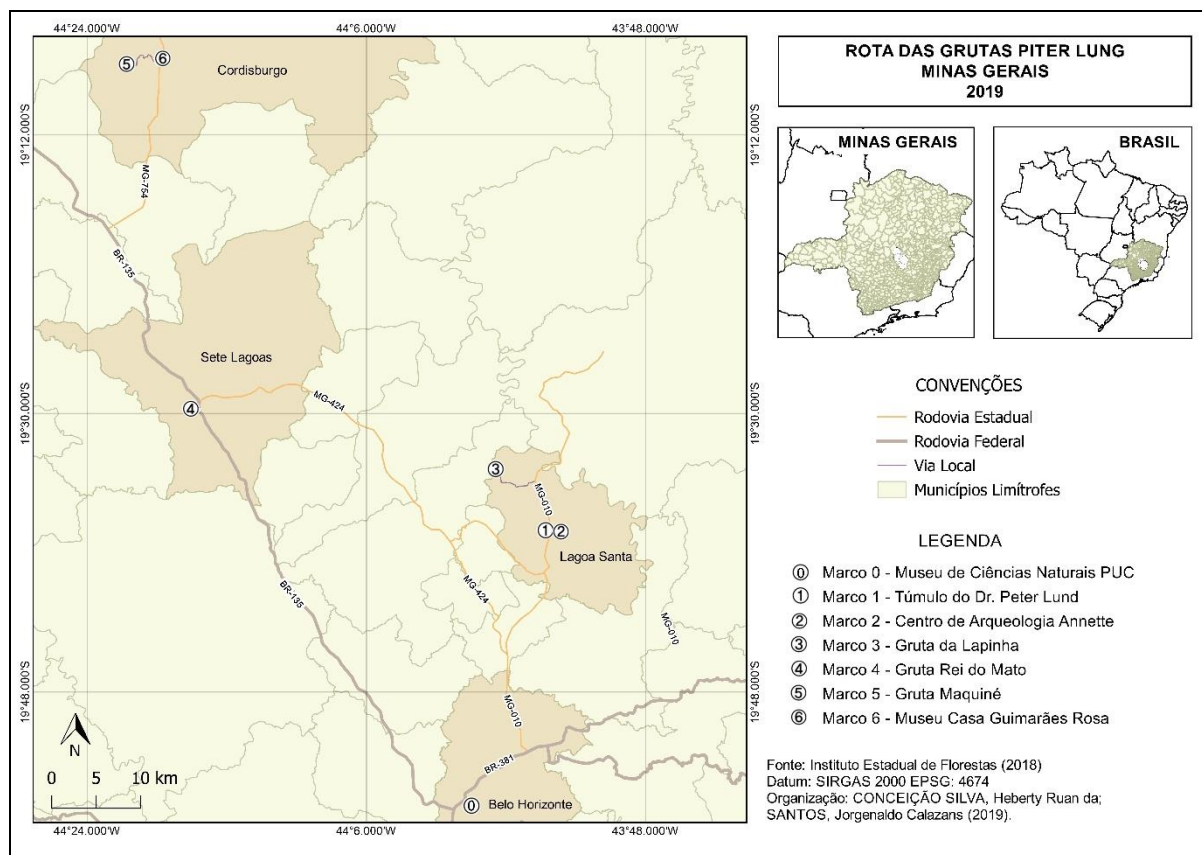 44°24.000'W 44°6.000'W 43°48.000'W
ROTA DAS GRUTAS PITER LUNG
MINAS GERAIS
2019
MINAS GERAIS
BRASIL
19°12.000'S 19°12.000'S
19°30.000'S 19°30.000'S
19°48.000'S 19°48.000'S
5 6
Cordisburgo
MG-754
BR-135
Sete Lagoas
4
MG-424
3
MG-010
1 2
Lagoa Santa
MG-424
BR-135
MG-010
MG-010
BR-381
0 Belo Horizonte
N
0 5 10 km
44°24.000'W 44°6.000'W 43°48.000'W
CONVENÇÕES
Rodovia Estadual
Rodovia Federal
Via Local
Municípios Limítrofes
LEGENDA
0 Marco 0 - Museu de Ciências Naturais PUC
1 Marco 1 - Túmulo do Dr. Peter Lund
2 Marco 2 - Centro de Arqueologia Annette
3 Marco 3 - Gruta da Lapinha
4 Marco 4 - Gruta Rei do Mato
5 Marco 5 - Gruta Maquiné
6 Marco 6 - Museu Casa Guimarães Rosa
Fonte: Instituto Estadual de Florestas (2018)
Datum: SIRGAS 2000 EPSG: 4674
Organização: CONCEIÇÃO SILVA, Heberty Ruan da;
SANTOS, Jorgenaldo Calazans (2019).